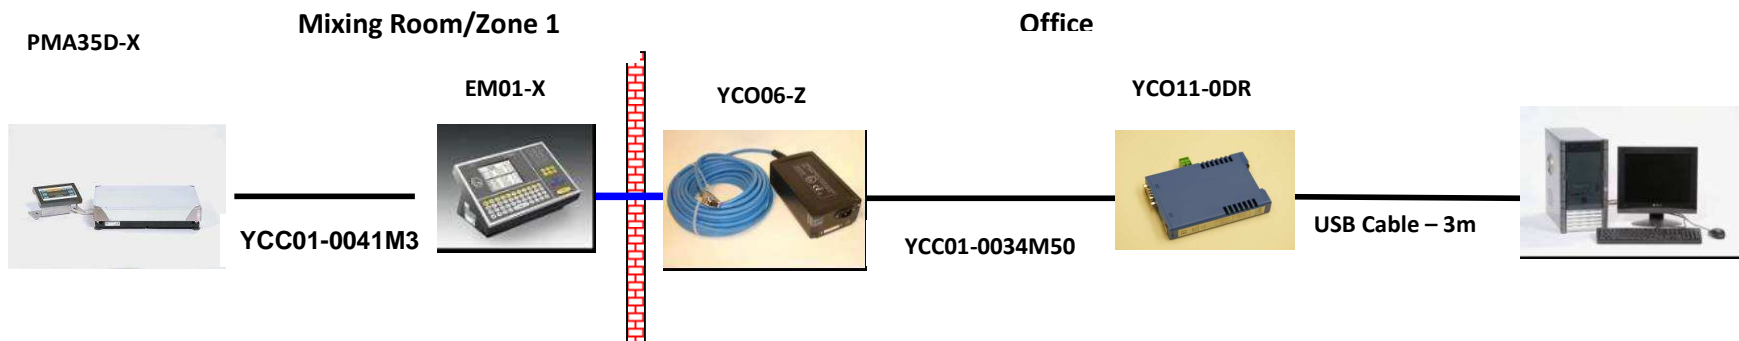 Mixing Room/Zone 1
Office
PMA35D-X
EM01-X
YCO06-Z
YCO11-0DR
YCC01-0041M3
YCC01-0034M50
USB Cable – 3m